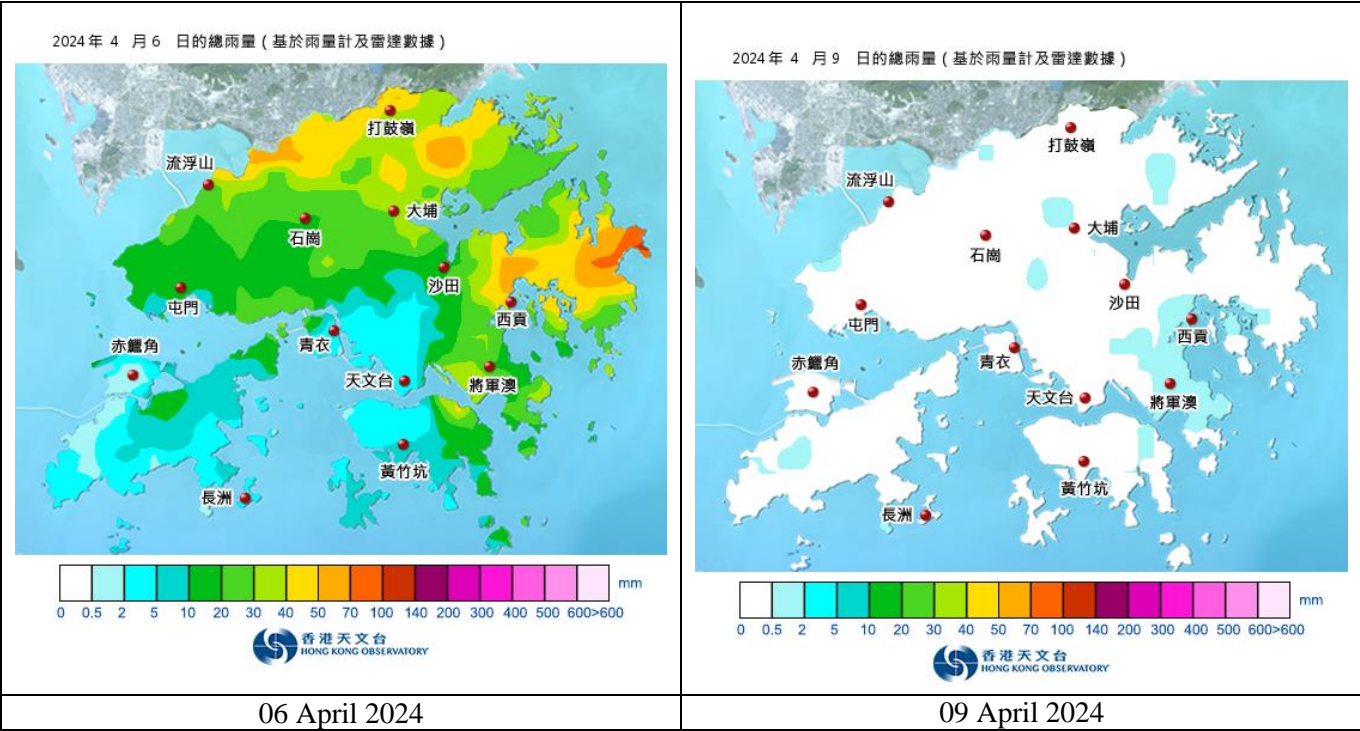 2024 年 4 月 6 日的總雨量 ( 基於雨量計及雷達數據 )
打鼓嶺
流浮山
大埔
石崗
沙田
屯門
西貢
青衣
赤鱲角
天文台
將軍澳
黃竹坑
長洲
mm
0 0.5 2 5 10 20 30 40 50 70 100 140 200 300 400 500 600>600
香港天文台
HONG KONG OBSERVATORY
06 April 2024
2024 年 4 月 9 日的總雨量 ( 基於雨量計及雷達數據 )
打鼓嶺
流浮山
大埔
石崗
沙田
屯門
西貢
青衣
赤鱲角
天文台
將軍澳
黃竹坑
長洲
mm
0 0.5 2 5 10 20 30 40 50 70 100 140 200 300 400 500 600>600
香港天文台
HONG KONG OBSERVATORY
09 April 2024